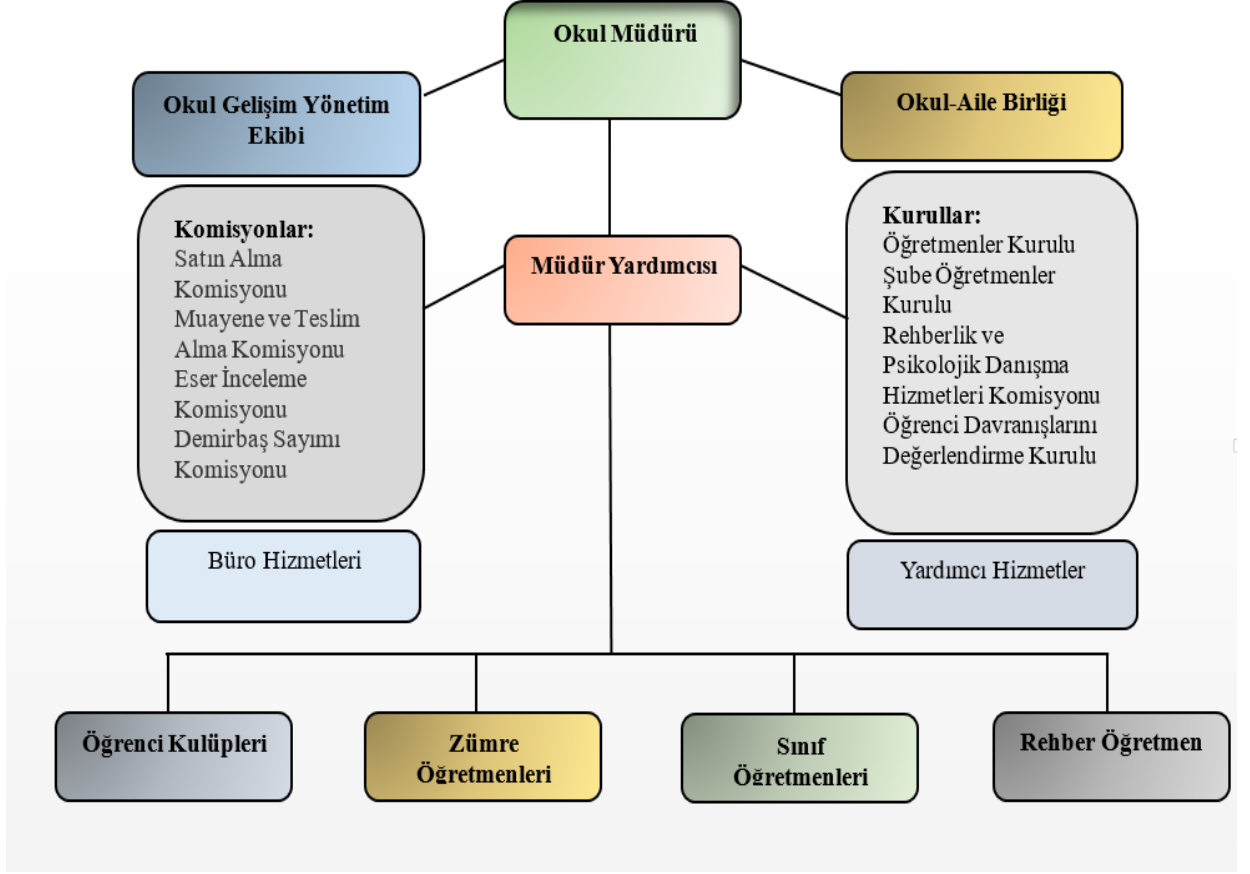 Okul Müdürü
Okul Gelişim Yönetim
Ekibi
Okul-Aile Birliği
Komisyonlar:
Satın Alma
Komisyonu
Muayene ve Teslim
Alma Komisyonu
Eser İnceleme
Komisyonu
Demirbaş Sayımı
Komisyonu
Müdür Yardımcısı
Kurullar:
Öğretmenler Kurulu
Şube Öğretmenler
Kurulu
Rehberlik ve
Psikolojik Danışma
Hizmetleri Komisyonu
Öğrenci Davranışlarını
Değerlendirme Kurulu
Büro Hizmetleri
Yardımcı Hizmetler
Öğrenci Kulüpleri
Zümre
Öğretmenleri
Sınıf
Öğretmenleri
Rehber Öğretmen